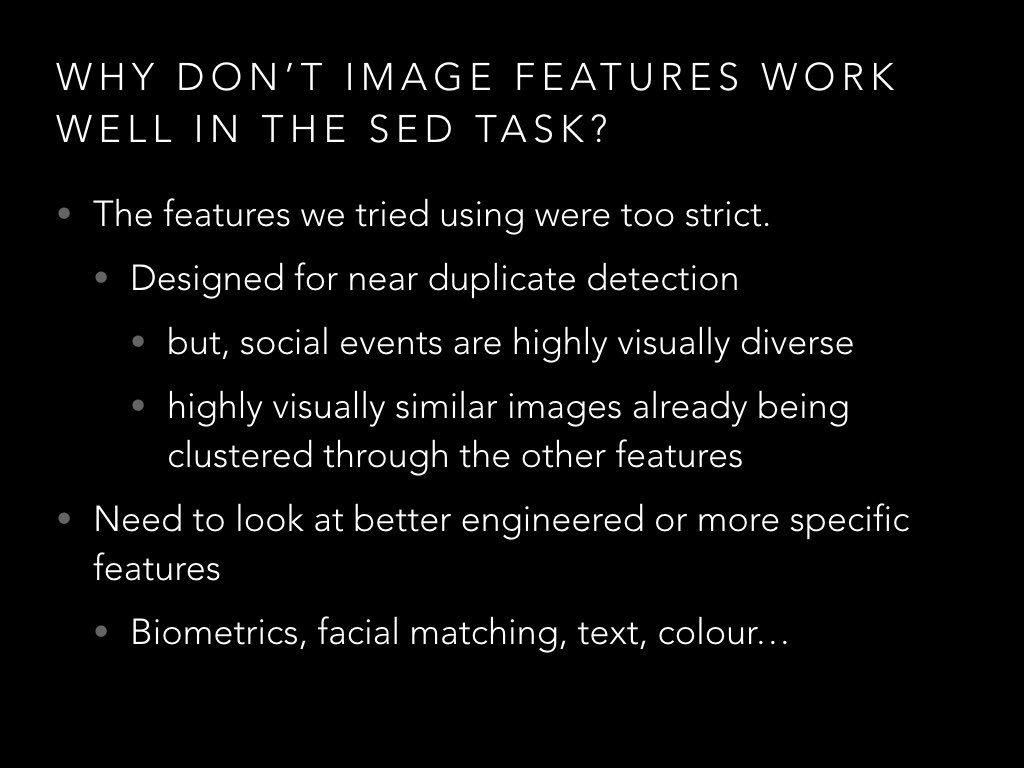 WHY DON’T IMAGE FEATURES WORK
WELL IN THE SED TASK?
• The features we tried using were too strict.
• Designed for near duplicate detection
• but, social events are highly visually diverse
• highly visually similar images already being
clustered through the other features
• Need to look at better engineered or more specific
features
• Biometrics, facial matching, text, colour…